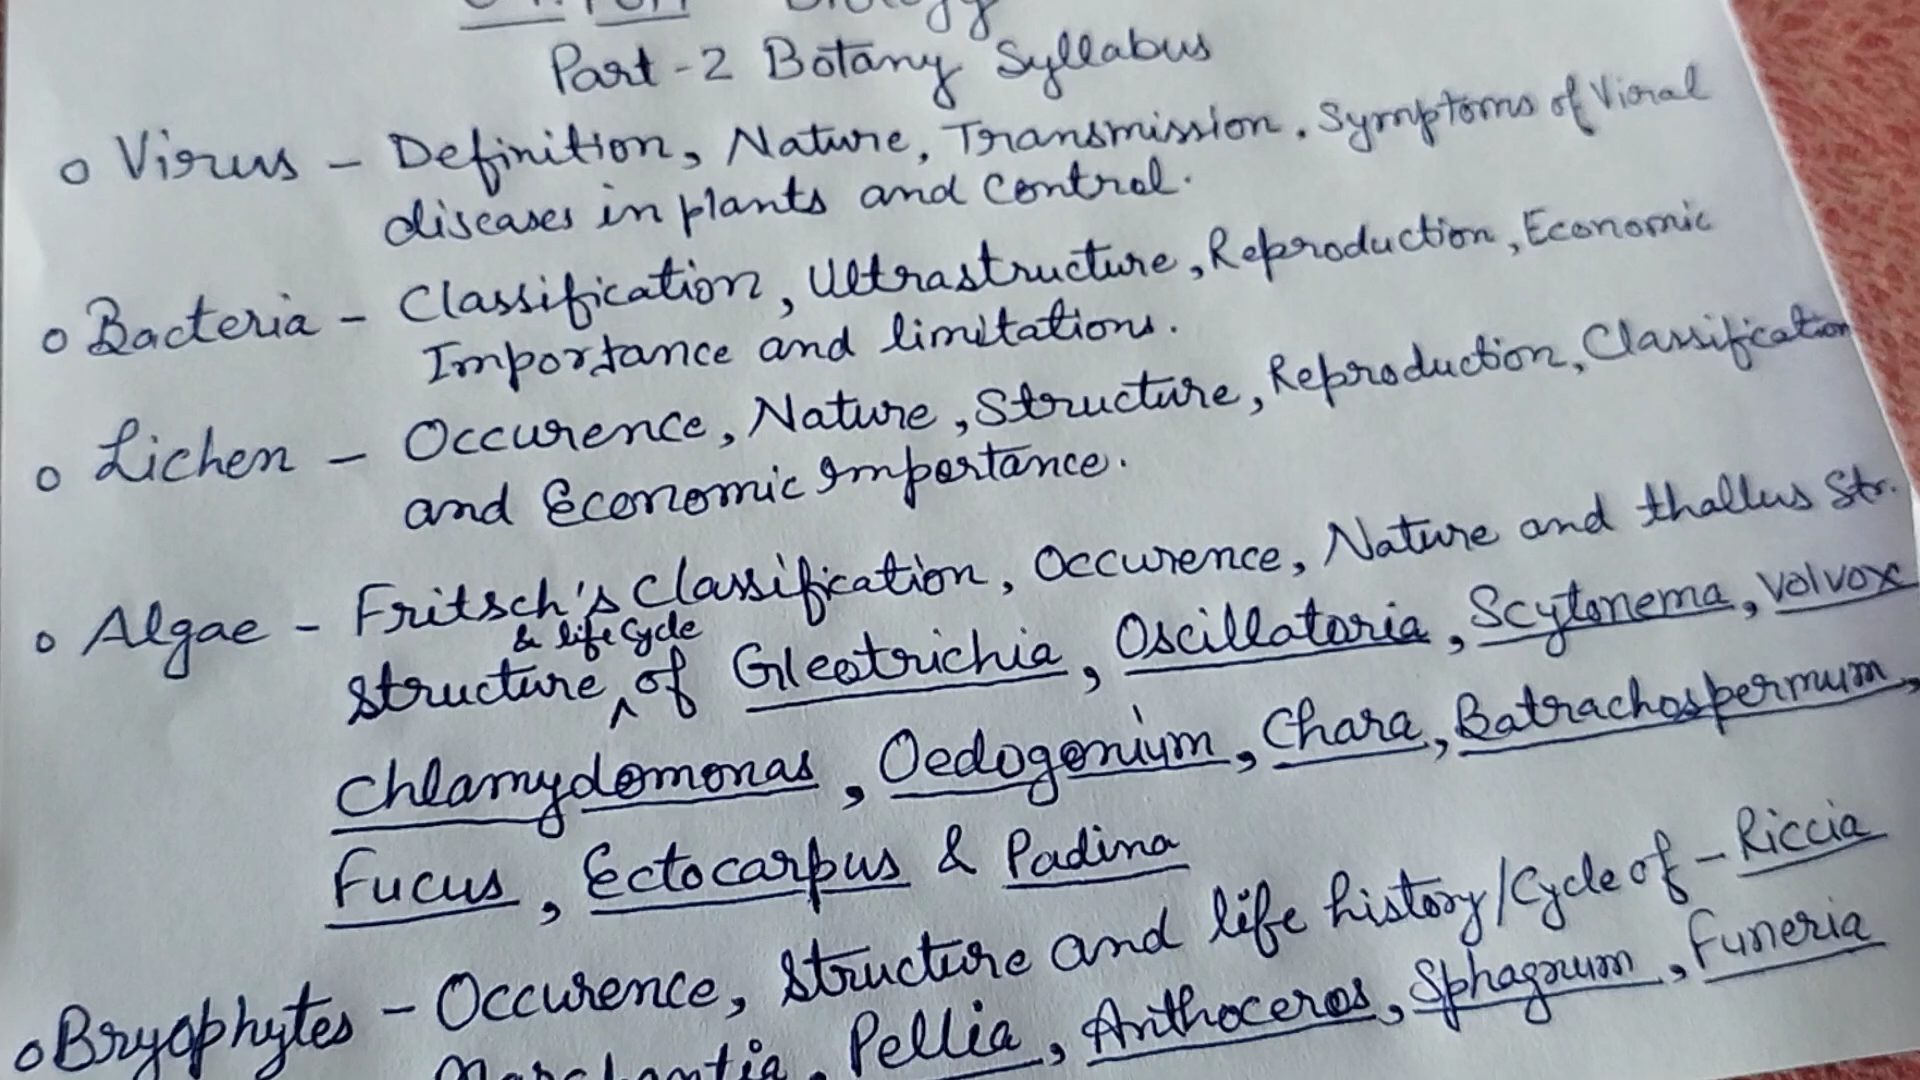 Biology
Part-2 Botany Syllabus
o Virus - Definition, Nature, Transmission, Symptoms of Viral
diseases in plants and Control.
o Bacteria - Classification, Ultrastructure, Reproduction, Economic
Importance and limitations.
o Lichen - Occurence, Nature, Structure, Reproduction, Classification
and Economic Importance.
o Algae - Fritsch's Classification, Occurence, Nature and thallus Str.
& life Cycle
Structure ^ of Gleotrichia, Oscillatoria, Scytonema, Volvox
Chlamydomonas, Oedogonium, Chara, Batrachospermum,
Fucus, Ectocarpus & Padina
o Bryophytes - Occurence, Structure and life history/Cycle of - Riccia
Marchantia, Pellia, Anthoceros, Sphagnum, Funeria